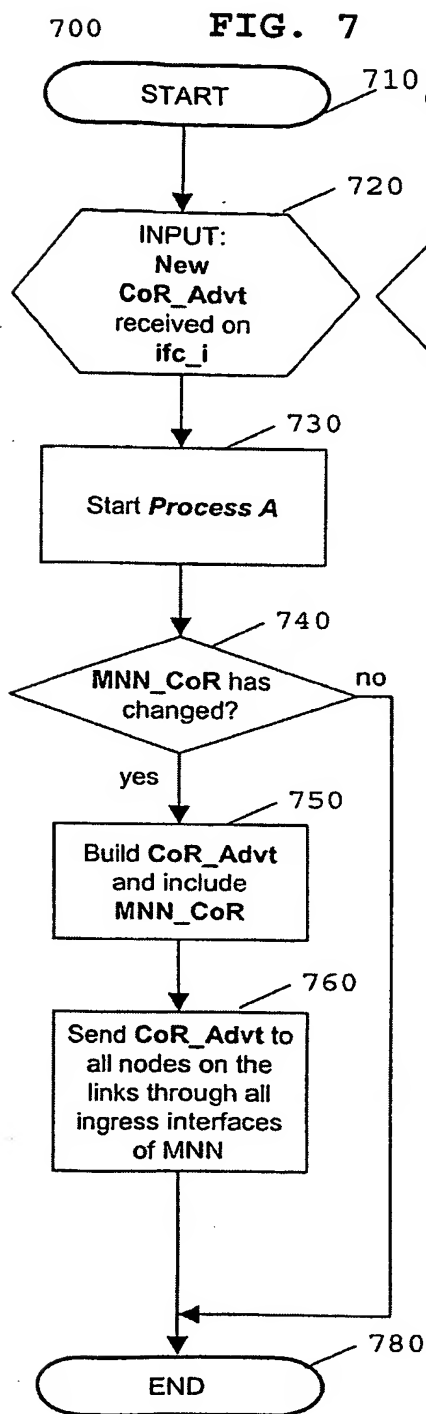 700 FIG. 7
START 710
720
INPUT:
New
CoR_Advt
received on
ifc_i
730
Start Process A
740
MNN_CoR has
changed?
no
yes
750
Build CoR_Advt
and include
MNN_CoR
760
Send CoR_Advt to
all nodes on the
links through all
ingress interfaces
of MNN
780
END